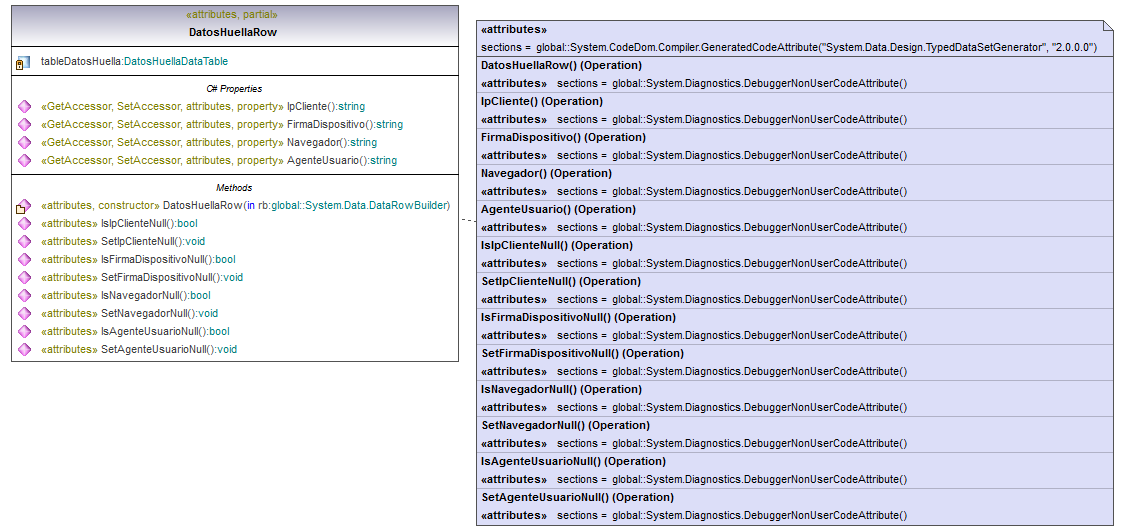 «attributes, partial»
DatosHuellaRow
tableDatosHuella:DatosHuellaDataTable
C# Properties
«GetAccessor, SetAccessor, attributes, property» IpCliente():string
«GetAccessor, SetAccessor, attributes, property» FirmaDispositivo():string
«GetAccessor, SetAccessor, attributes, property» Navegador():string
«GetAccessor, SetAccessor, attributes, property» AgenteUsuario():string
Methods
«attributes, constructor» DatosHuellaRow(in rb:global::System.Data.DataRowBuilder)
«attributes» IsIpClienteNull():bool
«attributes» SetIpClienteNull():void
«attributes» IsFirmaDispositivoNull():bool
«attributes» SetFirmaDispositivoNull():void
«attributes» IsNavegadorNull():bool
«attributes» SetNavegadorNull():void
«attributes» IsAgenteUsuarioNull():bool
«attributes» SetAgenteUsuarioNull():void
«attributes»
sections = global::System.CodeDom.Compiler.GeneratedCodeAttribute("System.Data.Design.TypedDataSetGenerator", "2.0.0.0")
DatosHuellaRow() (Operation)
«attributes» sections = global::System.Diagnostics.DebuggerNonUserCodeAttribute()
IpCliente() (Operation)
«attributes» sections = global::System.Diagnostics.DebuggerNonUserCodeAttribute()
FirmaDispositivo() (Operation)
«attributes» sections = global::System.Diagnostics.DebuggerNonUserCodeAttribute()
Navegador() (Operation)
«attributes» sections = global::System.Diagnostics.DebuggerNonUserCodeAttribute()
AgenteUsuario() (Operation)
«attributes» sections = global::System.Diagnostics.DebuggerNonUserCodeAttribute()
IsIpClienteNull() (Operation)
«attributes» sections = global::System.Diagnostics.DebuggerNonUserCodeAttribute()
SetIpClienteNull() (Operation)
«attributes» sections = global::System.Diagnostics.DebuggerNonUserCodeAttribute()
IsFirmaDispositivoNull() (Operation)
«attributes» sections = global::System.Diagnostics.DebuggerNonUserCodeAttribute()
SetFirmaDispositivoNull() (Operation)
«attributes» sections = global::System.Diagnostics.DebuggerNonUserCodeAttribute()
IsNavegadorNull() (Operation)
«attributes» sections = global::System.Diagnostics.DebuggerNonUserCodeAttribute()
SetNavegadorNull() (Operation)
«attributes» sections = global::System.Diagnostics.DebuggerNonUserCodeAttribute()
IsAgenteUsuarioNull() (Operation)
«attributes» sections = global::System.Diagnostics.DebuggerNonUserCodeAttribute()
SetAgenteUsuarioNull() (Operation)
«attributes» sections = global::System.Diagnostics.DebuggerNonUserCodeAttribute()